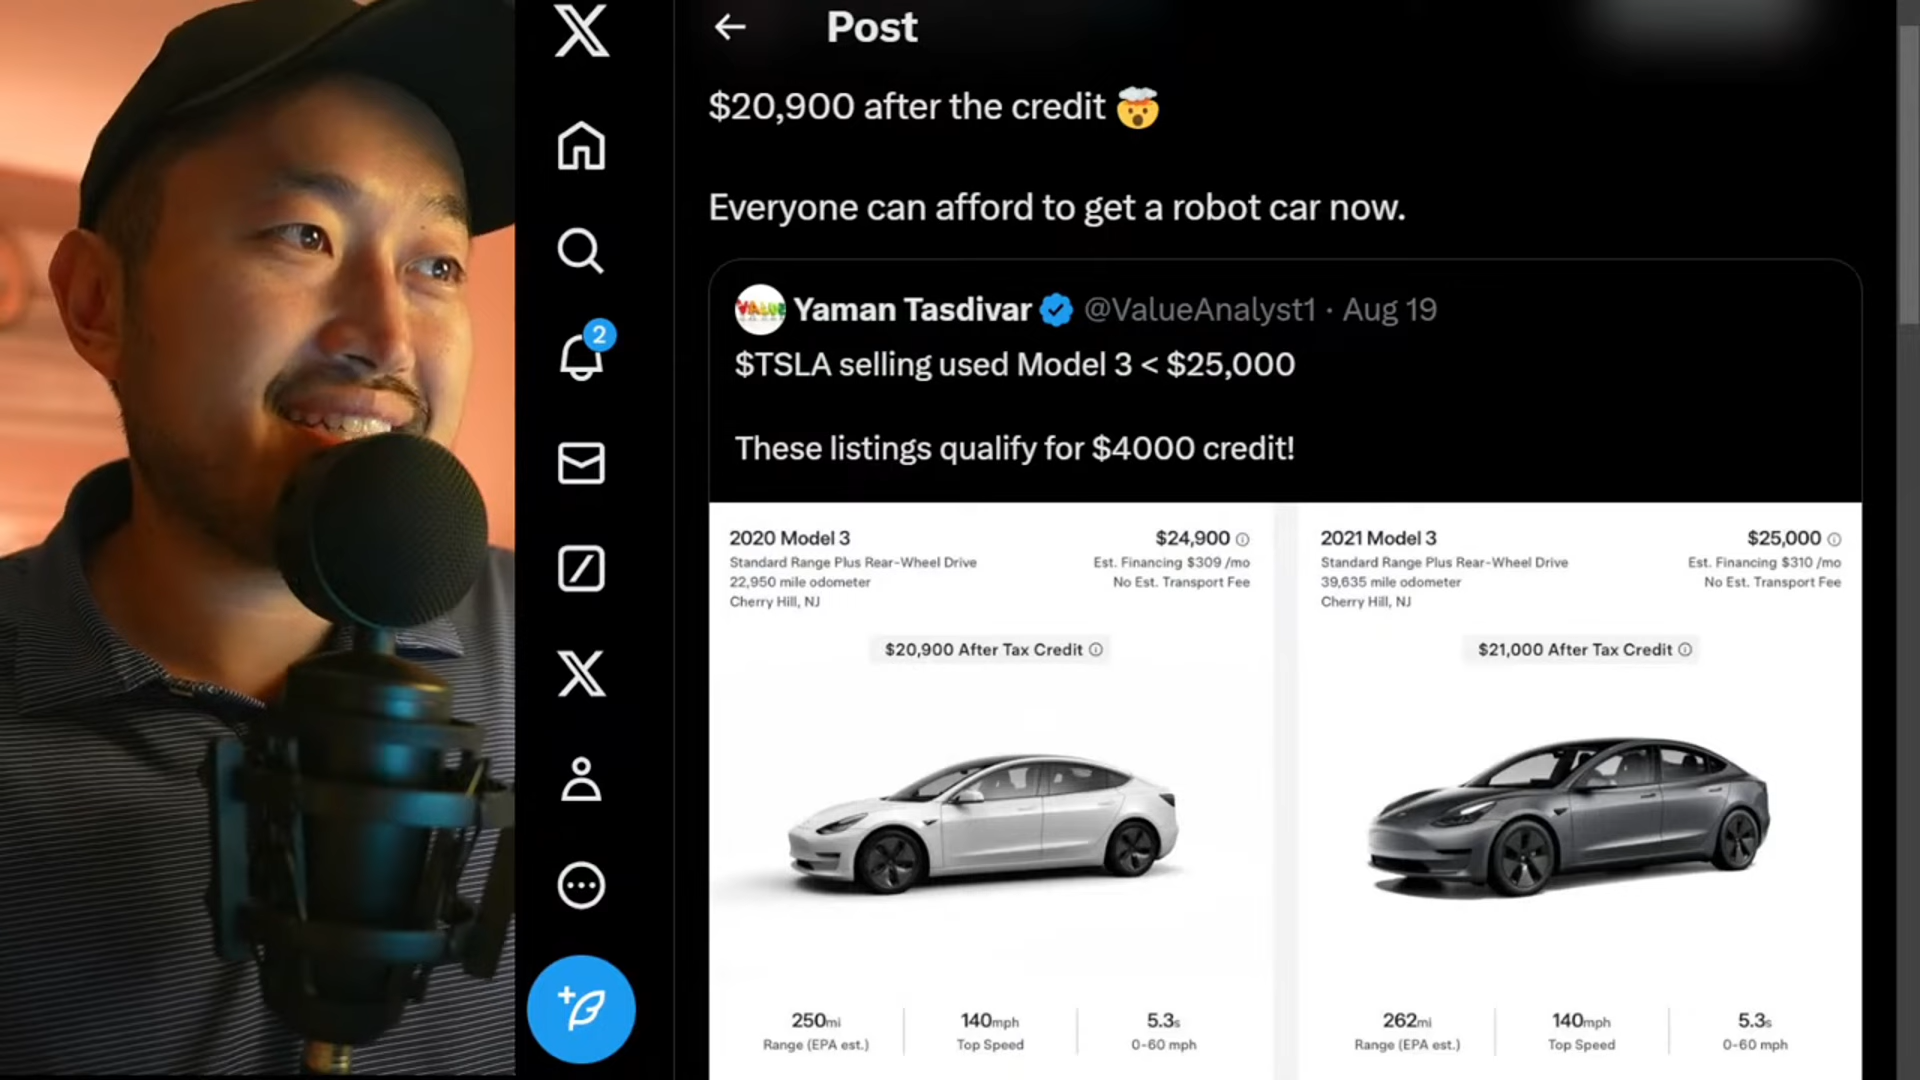 Post
$20,900 after the credit 🤯
Everyone can afford to get a robot car now.
VALUE Yaman Tasdivar @ValueAnalyst1 · Aug 19
$TSLA selling used Model 3 < $25,000
These listings qualify for $4000 credit!
2
2020 Model 3 $24,900
Standard Range Plus Rear-Wheel Drive Est. Financing $309 /mo
22,950 mile odometer No Est. Transport Fee
Cherry Hill, NJ
$20,900 After Tax Credit
250mi 140mph 5.3s
Range (EPA est.) Top Speed 0-60 mph
2021 Model 3 $25,000
Standard Range Plus Rear-Wheel Drive Est. Financing $310 /mo
39,635 mile odometer No Est. Transport Fee
Cherry Hill, NJ
$21,000 After Tax Credit
262mi 140mph 5.3s
Range (EPA est.) Top Speed 0-60 mph